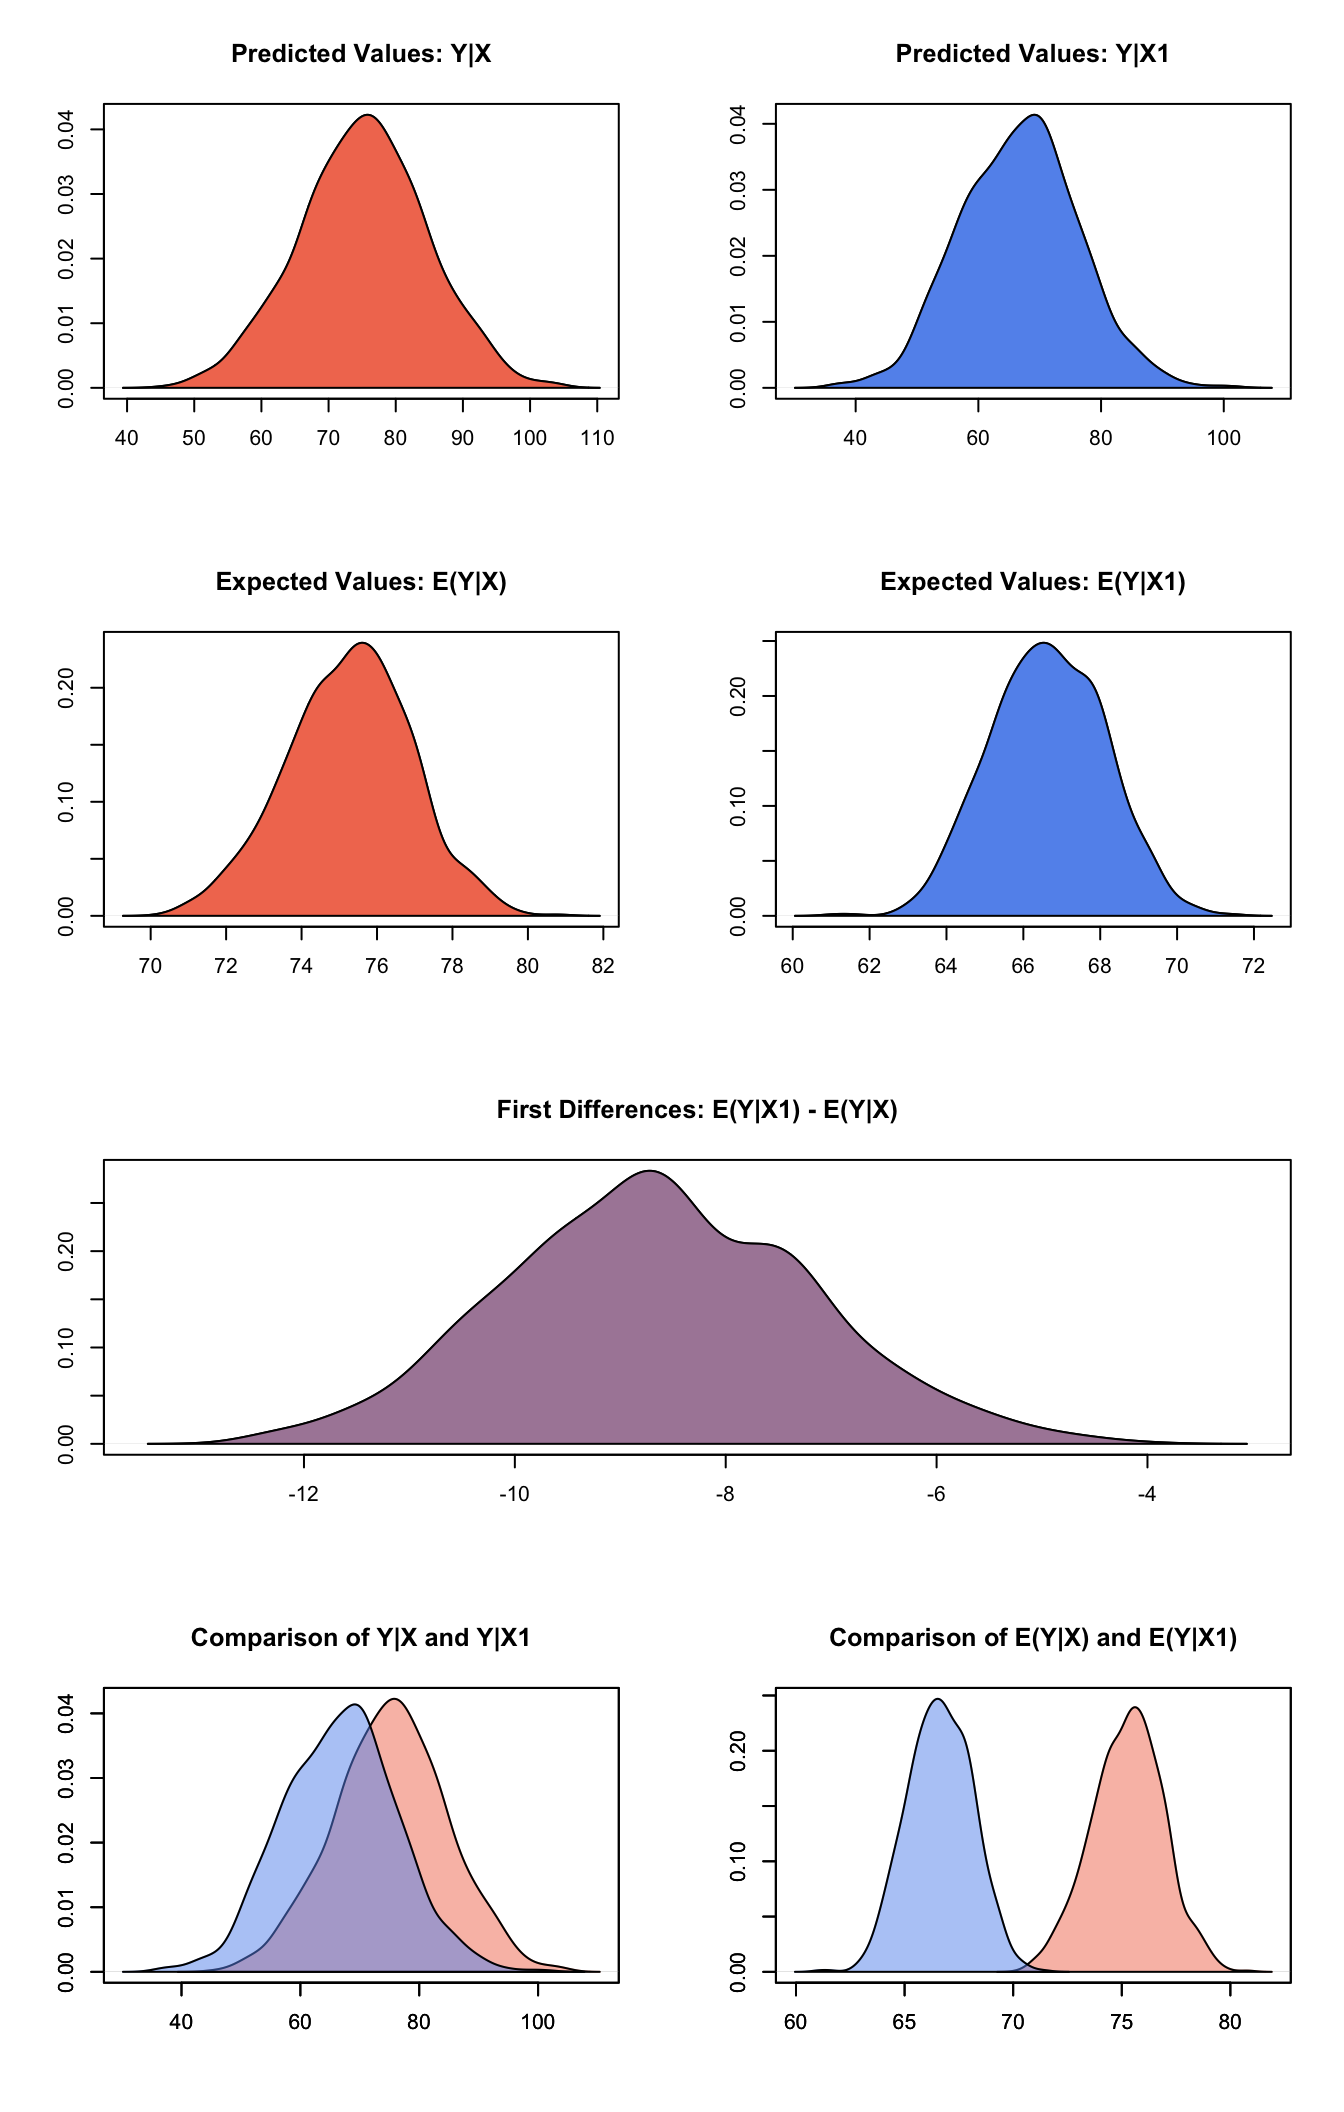 Predicted Values: Y|X
0.04
0.03
0.02
0.01
0.00
40 50 60 70 80 90 100 110
Predicted Values: Y|X1
0.04
0.03
0.02
0.01
0.00
40 60 80 100
Expected Values: E(Y|X)
0.20
0.10
0.00
70 72 74 76 78 80 82
Expected Values: E(Y|X1)
0.20
0.10
0.00
60 62 64 66 68 70 72
First Differences: E(Y|X1) - E(Y|X)
0.20
0.10
0.00
-12 -10 -8 -6 -4
Comparison of Y|X and Y|X1
0.04
0.03
0.02
0.01
0.00
40 60 80 100
Comparison of E(Y|X) and E(Y|X1)
0.20
0.10
0.00
60 65 70 75 80